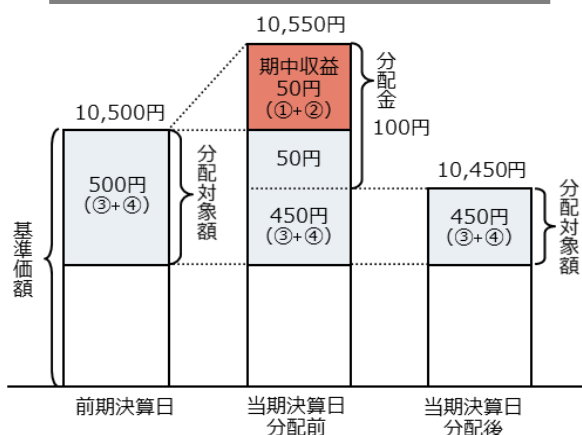 10,550円
期中収益
50円
(①+②)
分配金
100円
10,500円
500円
(③+④)
分配対象額
50円
450円
(③+④)
10,450円
450円
(③+④)
分配対象額
基準価額
前期決算日
当期決算日
分配前
当期決算日
分配後